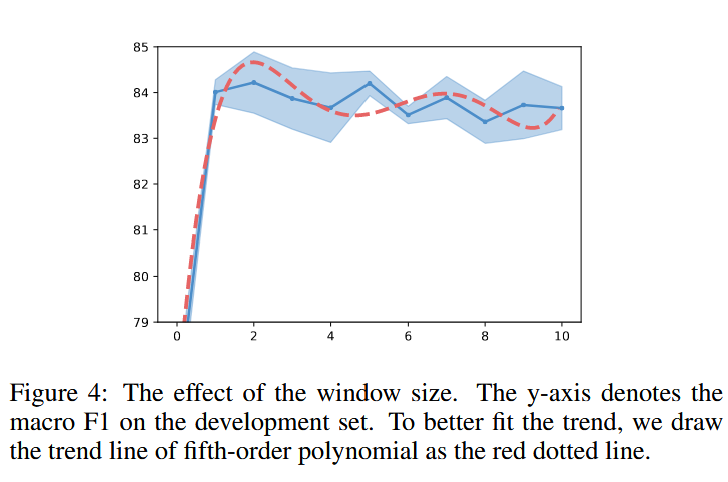 85
84
83
82
81
80
79
0 2 4 6 8 10
Figure 4: The effect of the window size. The y-axis denotes the
macro F1 on the development set. To better fit the trend, we draw
the trend line of fifth-order polynomial as the red dotted line.